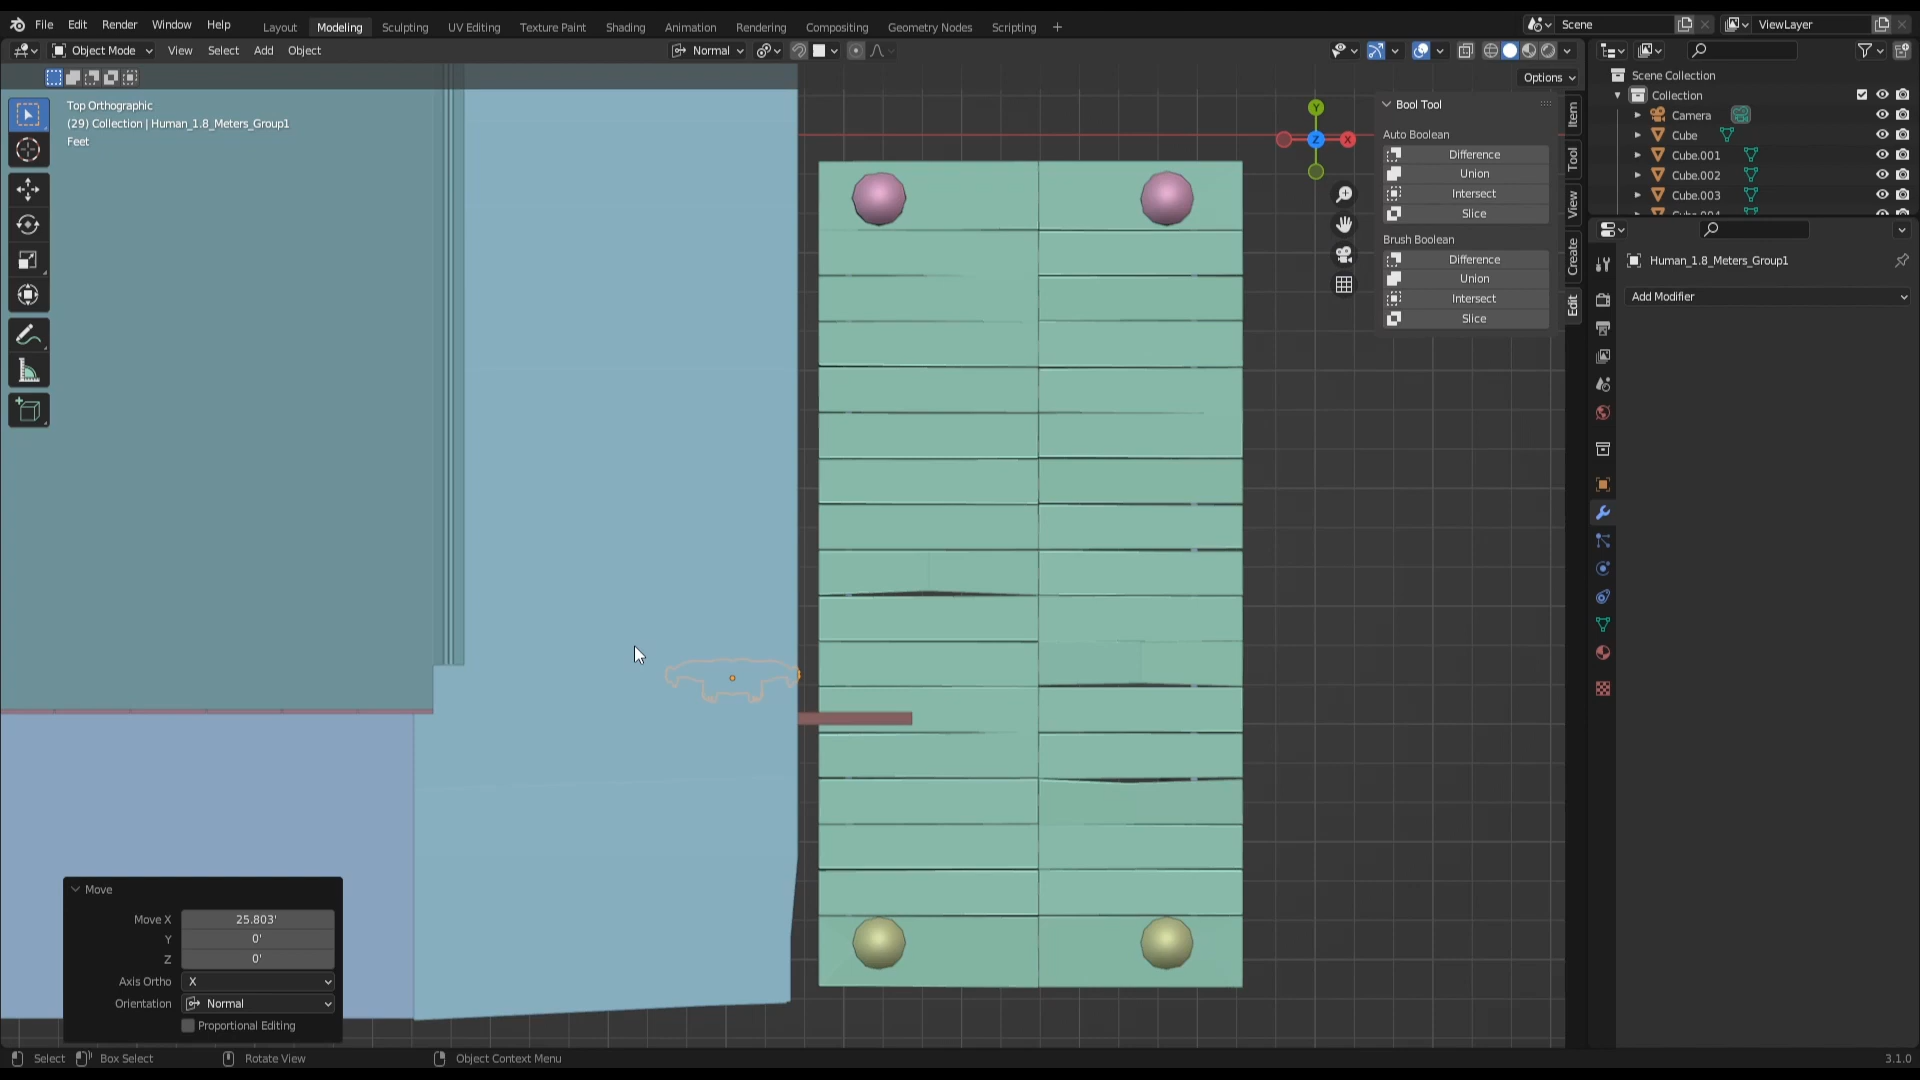 File Edit Render Window Help Layout Modeling Sculpting UV Editing Texture Paint Shading Animation Rendering Compositing Geometry Nodes Scripting + Scene ViewLayer
Object Mode View Select Add Object Normal
Options
Top Orthographic
(29) Collection | Human_1.8_Meters_Group1
Feet
Y
Z
X
Bool Tool
Auto Boolean
Difference
Union
Intersect
Slice
Brush Boolean
Difference
Union
Intersect
Slice
Item
Tool
View
Create
Edit
Scene Collection
Collection
Camera
Cube
Cube.001
Cube.002
Cube.003
Cube.004
Human_1.8_Meters_Group1
Add Modifier
Move
Move X 25.803'
Y 0'
Z 0'
Axis Ortho X
Orientation Normal
Proportional Editing
Select Box Select Rotate View Object Context Menu 3.1.0